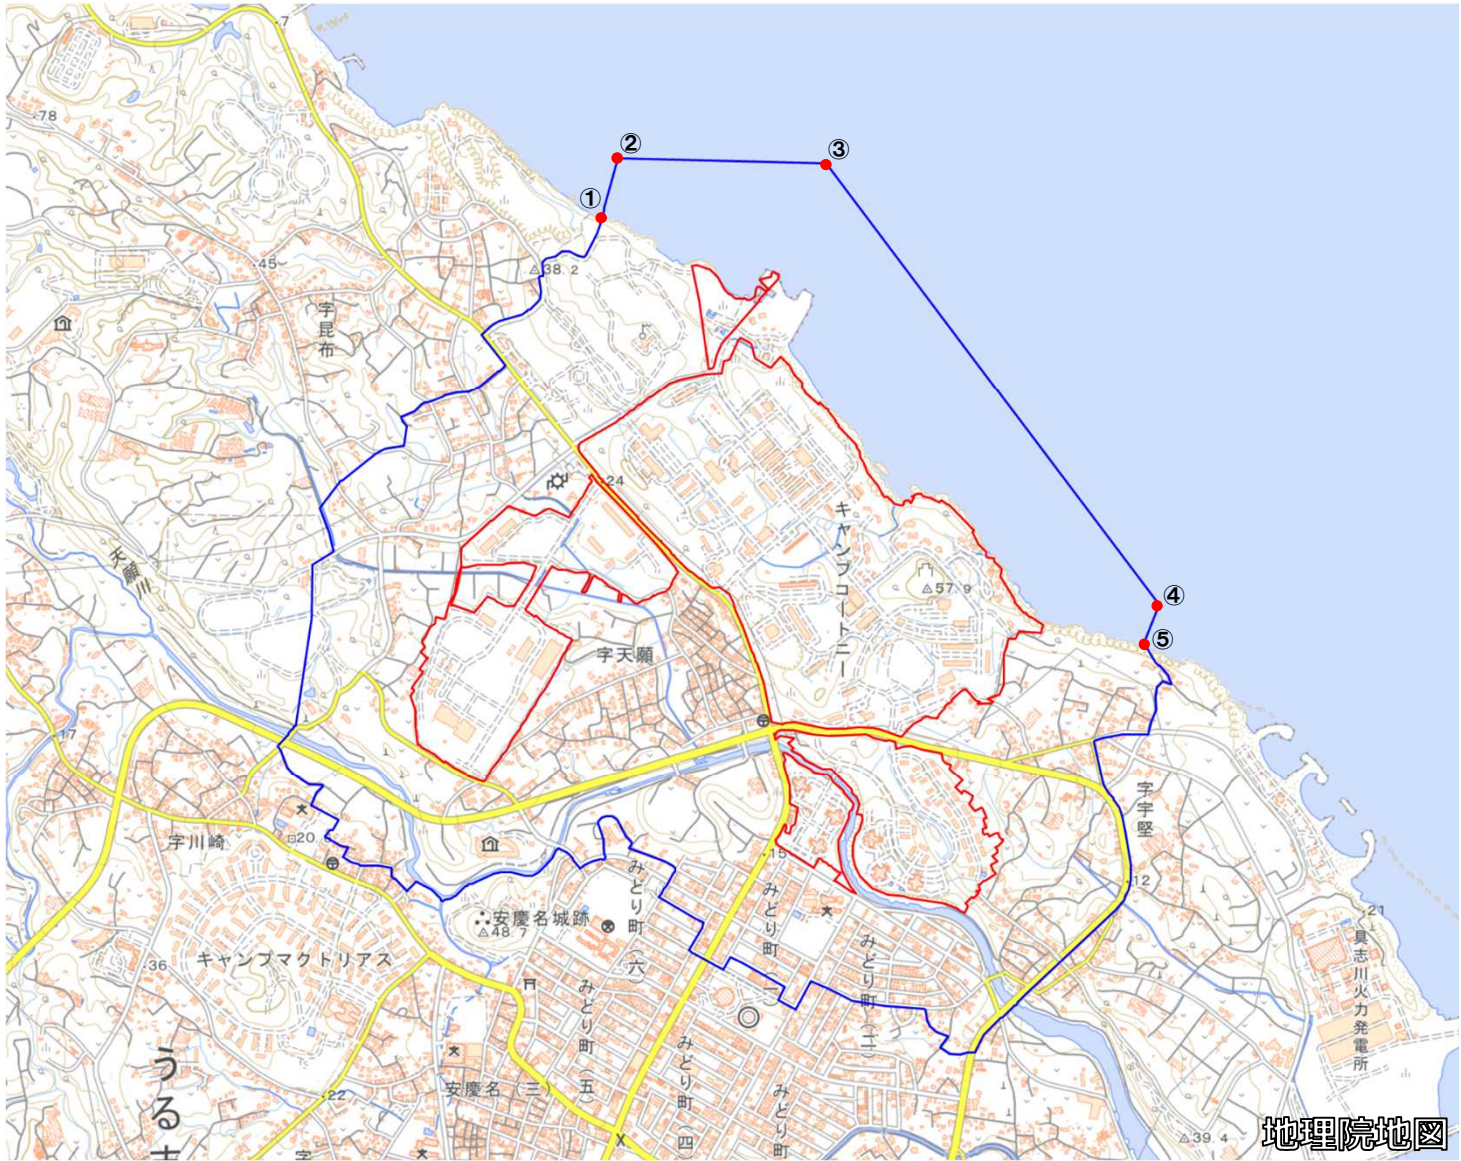 7
78
②
③
①
45
38.2
字昆布
24
キャンプコートニー
57.9
天願川
④
⑤
字天願
17
字宇堅
字川崎
20
15
12
みどり町(六)
みどり町(一)
みどり町(二)
安慶名城跡
48.7
21
キャンプマクトリアス
36
具志川火力発電所
みどり町(五)
みどり町(四
みどり町
安慶名(三)
22
うる
字
39.4
地理院地図